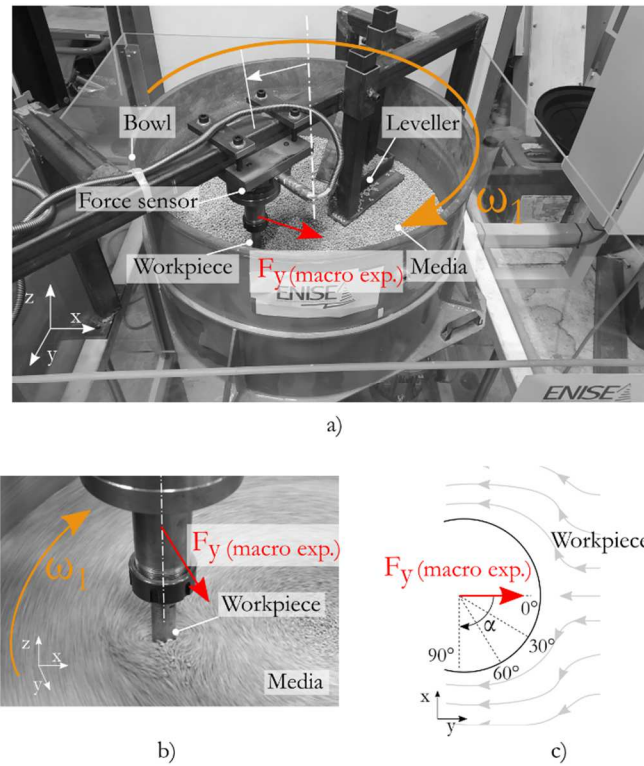 Bowl
Leveller
Force sensor
ω₁
Workpiece
Fy (macro exp.)
Media
ENISE
z
x
y
ENISE
a)
Fy (macro exp.)
ω₁
Workpiece
z
x
y
Media
b)
Workpiece
Fy (macro exp.)
0°
α
30°
90°
60°
x
y
c)